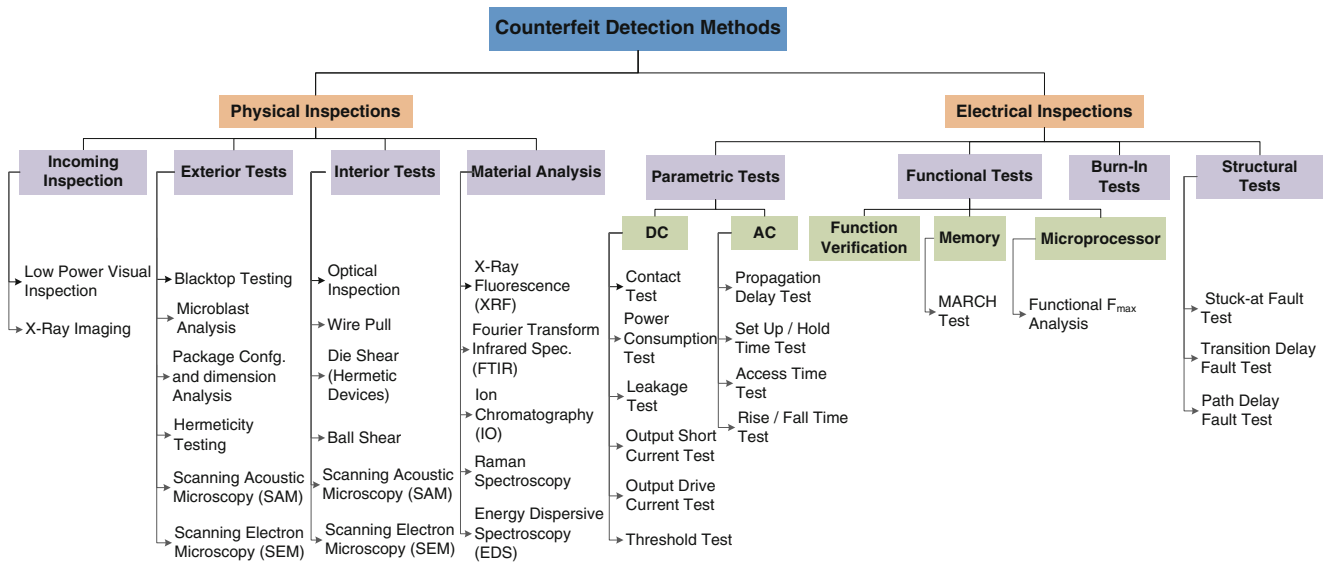 Counterfeit Detection Methods
Physical Inspections
Electrical Inspections
Incoming
Inspection
Exterior Tests
Interior Tests
Material Analysis
Parametric Tests
Functional Tests
Burn-In
Tests
Structural
Tests
DC
AC
Function
Verification
Memory
Microprocessor
Low Power Visual
Inspection
X-Ray Imaging
Blacktop Testing
Microblast
Analysis
Package Confg.
and dimension
Analysis
Hermeticity
Testing
Scanning Acoustic
Microscopy (SAM)
Scanning Electron
Microscopy (SEM)
Optical
Inspection
Wire Pull
Die Shear
(Hermetic
Devices)
Ball Shear
Scanning Acoustic
Microscopy (SAM)
Scanning Electron
Microscopy (SEM)
X-Ray
Fluorescence
(XRF)
Fourier Transform
Infrared Spec.
(FTIR)
Ion
Chromatography
(IO)
Raman
Spectroscopy
Energy Dispersive
Spectroscopy
(EDS)
Contact
Test
Power
Consumption
Test
Leakage
Test
Output Short
Current Test
Output Drive
Current Test
Threshold Test
Propagation
Delay Test
Set Up / Hold
Time Test
Access Time
Test
Rise / Fall Time
Test
MARCH
Test
Functional Fmax
Analysis
Stuck-at Fault
Test
Transition Delay
Fault Test
Path Delay
Fault Test